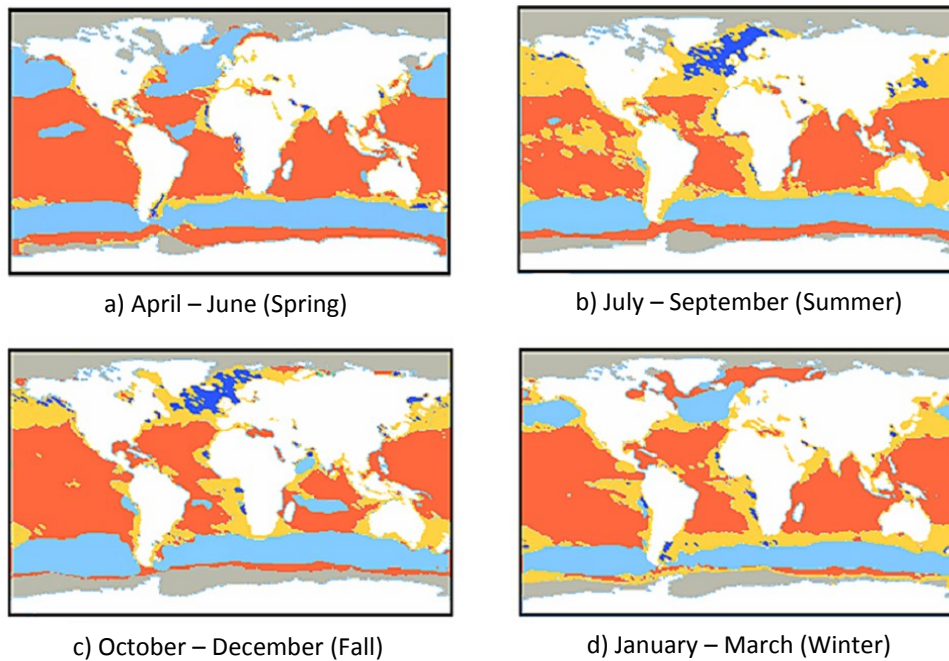 a) April – June (Spring)
b) July – September (Summer)
c) October – December (Fall)
d) January – March (Winter)